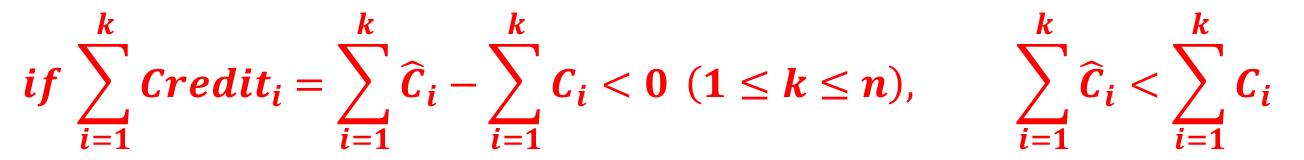 if ∑_{i=1}^{k} Credit_i = ∑_{i=1}^{k} Ĉ_i − ∑_{i=1}^{k} C_i < 0 (1 ≤ k ≤ n), ∑_{i=1}^{k} Ĉ_i < ∑_{i=1}^{k} C_i